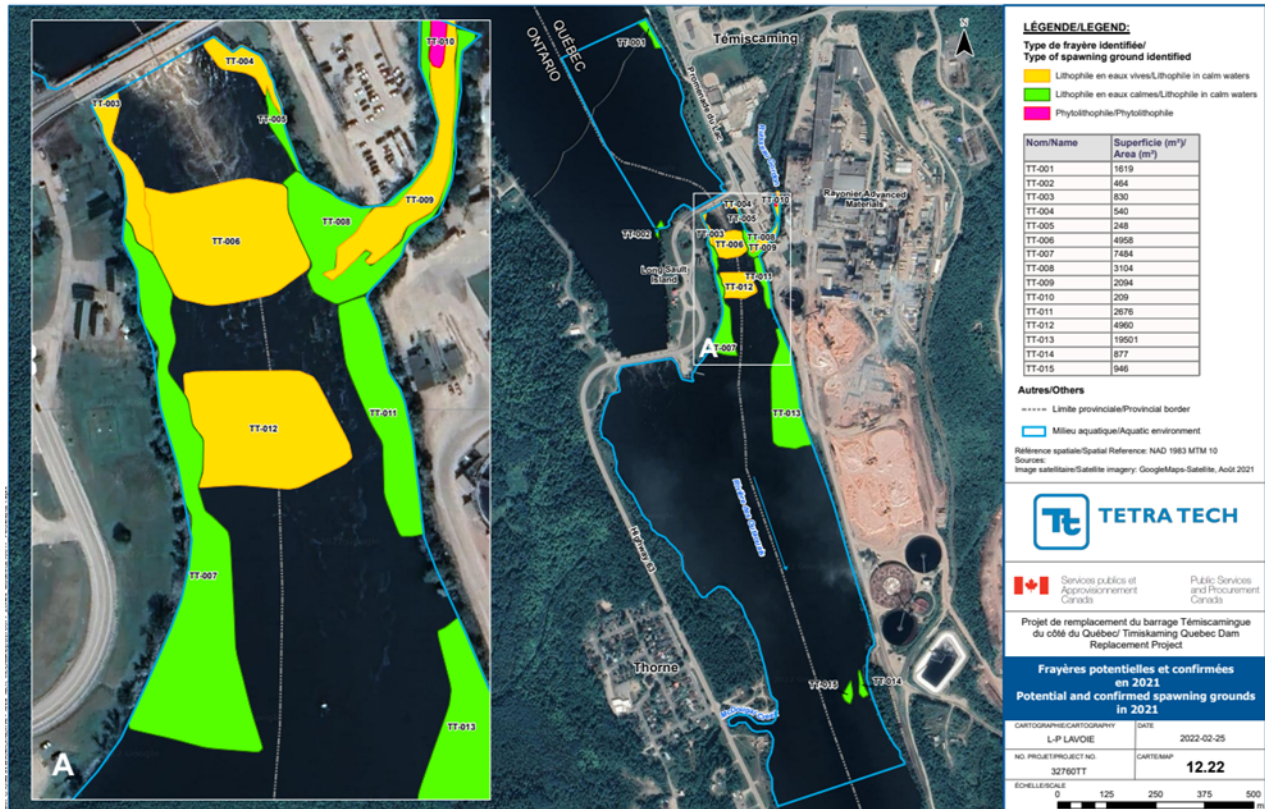 TT-003
TT-004
TT-005
TT-006
TT-008
TT-009
TT-010
TT-012
TT-011
TT-007
TT-013
A
QUÉBEC
ONTARIO
TT-001
Témiscaming
Promenade du Lac
Rayonier Advanced
Materials
TT-010
TT-004
TT-005
TT-003
TT-008
TT-006
TT-009
TT-002
Long Sault
Island
TT-011
TT-012
TT-007
A
TT-013
Highway 63
Thorne
TT-015
TT-014
N
LÉGENDE/LEGEND:
Type de frayère identifiée/
Type of spawning ground identified
Lithophile en eaux vives/Lithophile in calm waters
Lithophile en eaux calmes/Lithophile in calm waters
Phytolithophile/Phytolithophile
Nom/Name Superficie (m²)/
Area (m²)
TT-001 1619
TT-002 464
TT-003 830
TT-004 540
TT-005 248
TT-006 4958
TT-007 7484
TT-008 3104
TT-009 2094
TT-010 209
TT-011 2676
TT-012 4960
TT-013 19501
TT-014 877
TT-015 946
Autres/Others
Limite provinciale/Provincial border
Milieu aquatique/Aquatic environment
Référence spatiale/Spatial Reference: NAD 1983 MTM 10
Sources:
Image satellitaire/Satellite imagery: GoogleMaps-Satellite, Août 2021
Tt TETRA TECH
Services publics et
Approvisionnement
Canada
Public Services
and Procurement
Canada
Projet de remplacement du barrage Témiscamingue
du côté du Québec/ Timiskaming Quebec Dam
Replacement Project
Frayères potentielles et confirmées
en 2021
Potential and confirmed spawning grounds
in 2021
CARTOGRAPHIE/CARTOGRAPHY
L-P LAVOIE
DATE
2022-02-25
NO. PROJET/PROJECT NO.
32760TT
CARTE/MAP
12.22
ÉCHELLE/SCALE
0 125 250 375 500
m